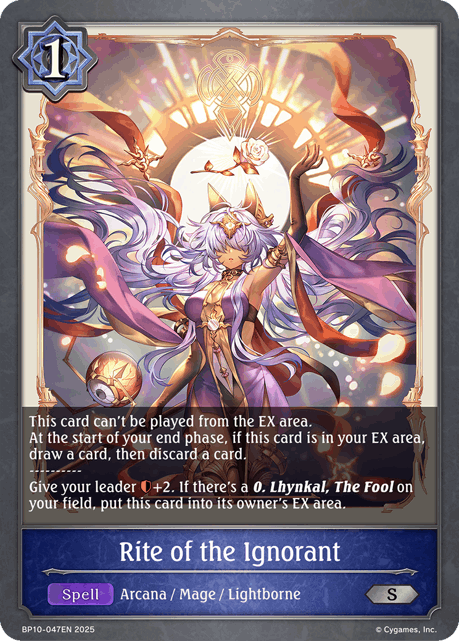 1
This card can't be played from the EX area.
At the start of your end phase, if this card is in your EX area,
draw a card, then discard a card.
----------
Give your leader +2. If there's a 0. Lhynkal, The Fool on
your field, put this card into its owner's EX area.
Rite of the Ignorant
Spell Arcana / Mage / Lightborne S
BP10-047EN 2025 © Cygames, Inc.